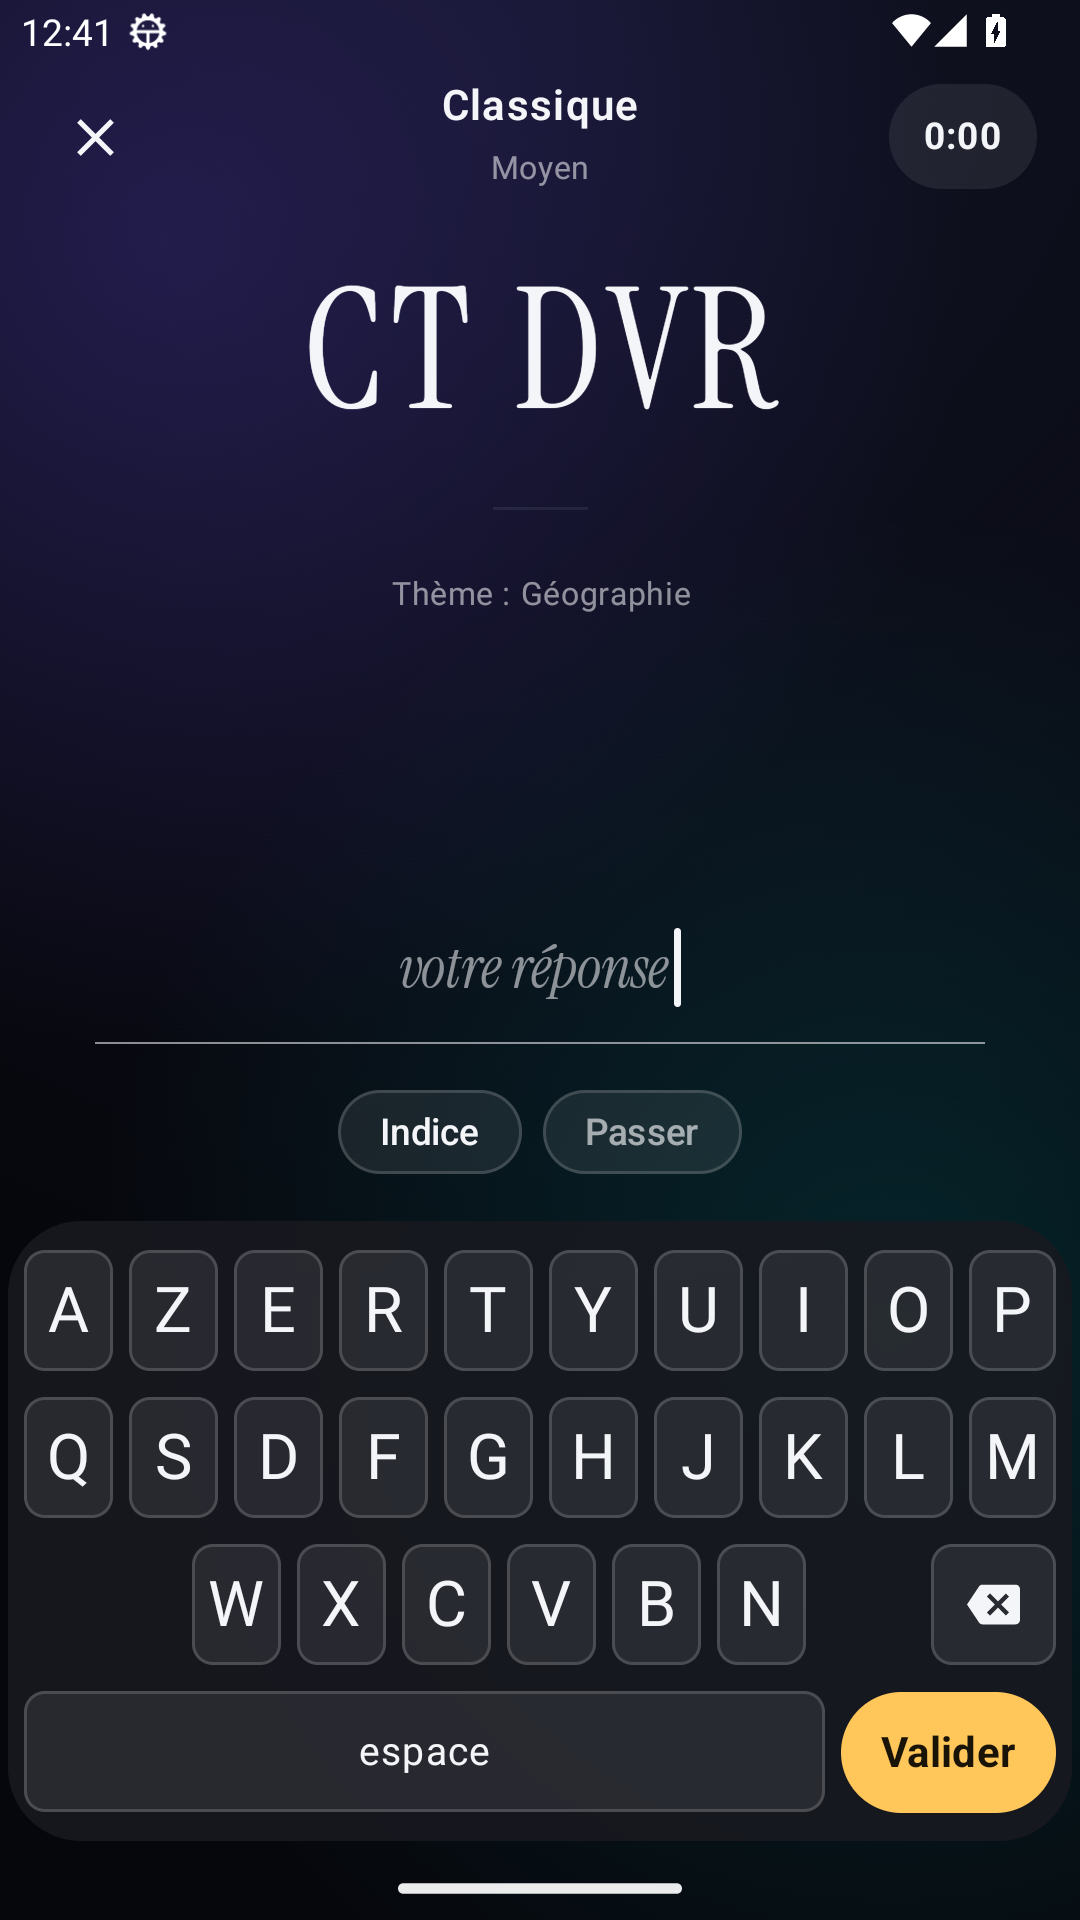 12:41
Classique
0:00
Moyen
CT DVR
Thème : Géographie
votre réponse
Indice Passer
A Z E R T Y U I O P
Q S D F G H J K L M
W X C V B N
espace Valider